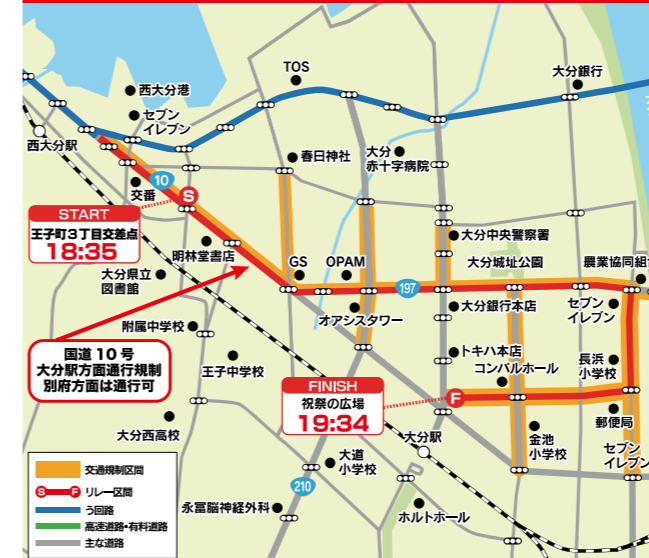 TOS
大分銀行
西大分港
セブン
イレブン
西大分駅
春日神社
大分
赤十字病院
10
交番
S
START
王子町3丁目交差点
18:35
明林堂書店
大分県立
図書館
GS
OPAM
197
大分中央警察署
大分城址公園
農業協同組合
オアシスタワー
大分銀行本店
セブン
イレブン
附属中学校
国道10号
大分駅方面通行規制
別府方面は通行可
王子中学校
トキハ本店
コンパルホール
長浜
小学校
FINISH
祝祭の広場
19:34
F
郵便局
大分西高校
大分駅
金池
小学校
セブン
イレブン
大道
小学校
210
永冨脳神経外科
ホルトホール
交通規制区間
S F リレー区間
う回路
高速道路・有料道路
主な道路